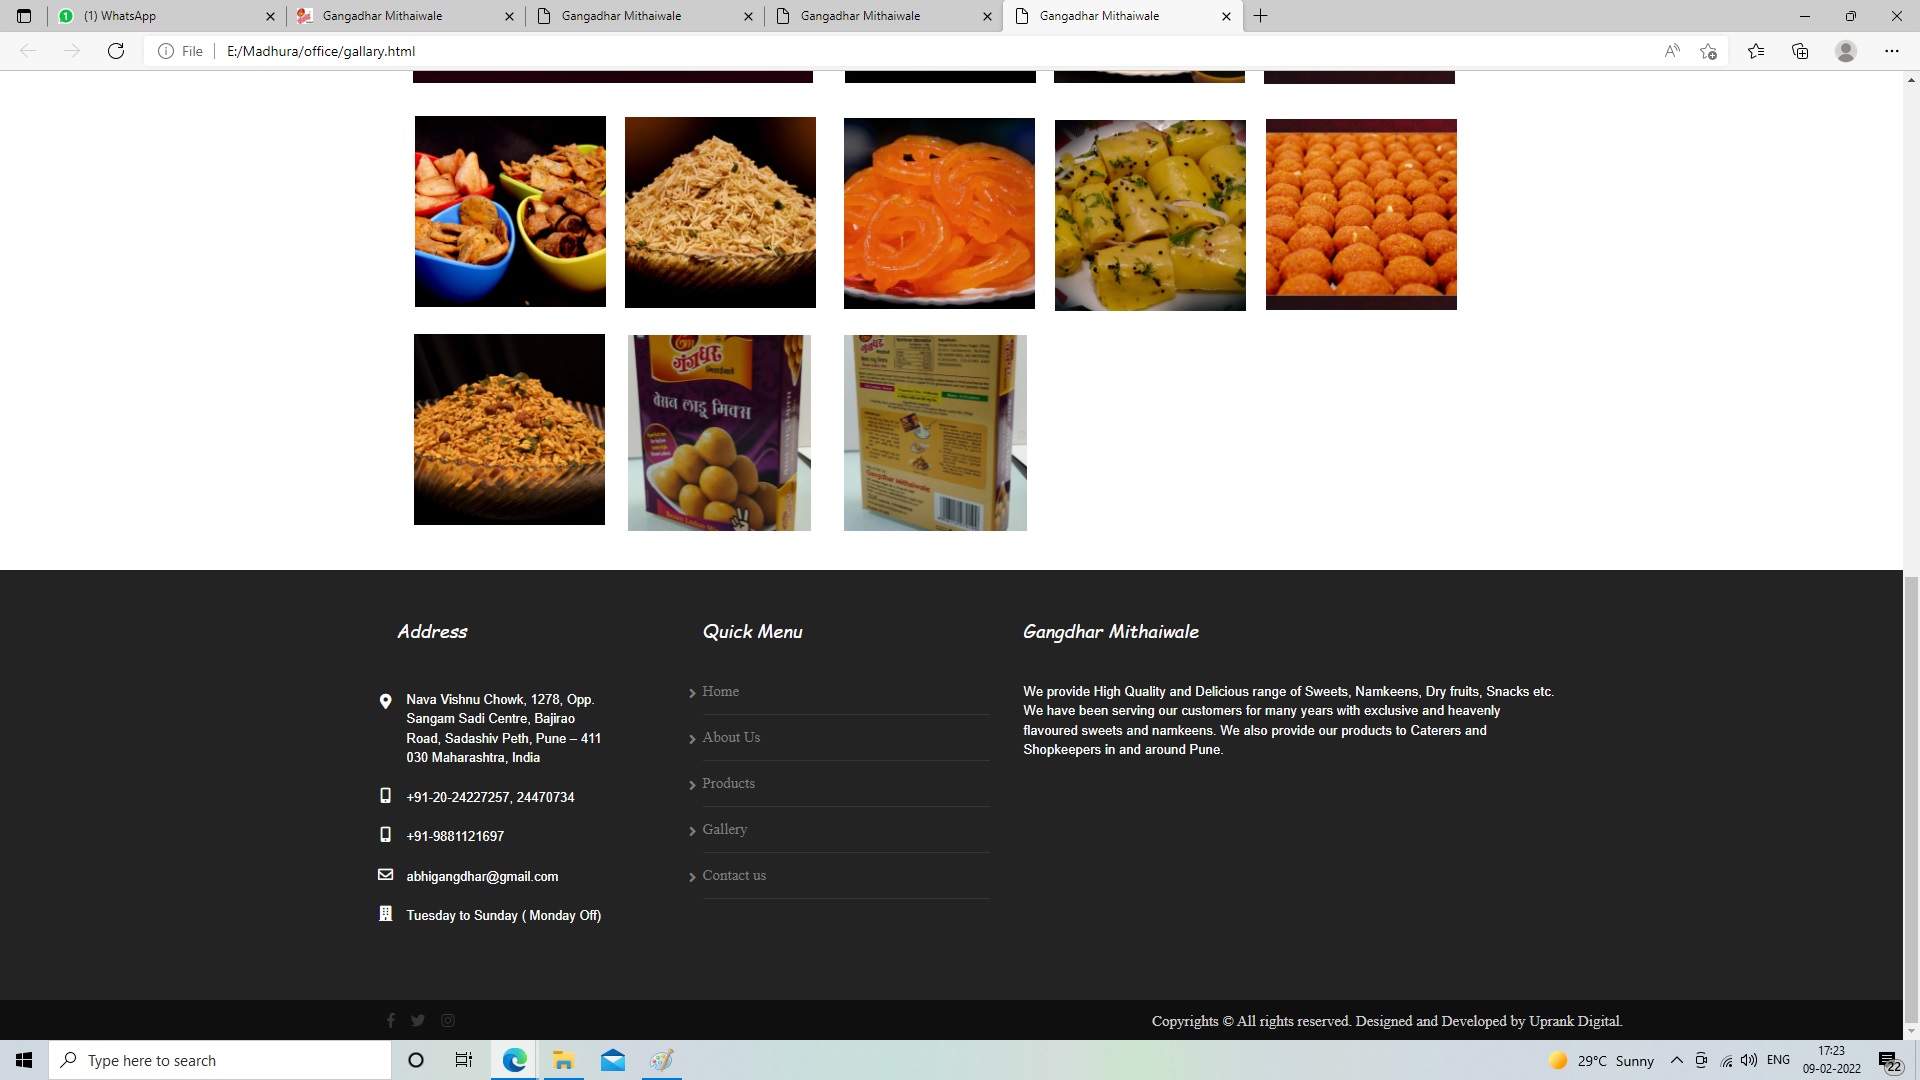 (1) WhatsApp
Gangadhar Mithaiwale
Gangadhar Mithaiwale
Gangadhar Mithaiwale
Gangadhar Mithaiwale
File
E:/Madhura/office/gallary.html
गंगधर
बेसन लाडू मिक्स
Gangdhar Mithaiwale
Address
Nava Vishnu Chowk, 1278, Opp.
Sangam Sadi Centre, Bajirao
Road, Sadashiv Peth, Pune – 411
030 Maharashtra, India
+91-20-24227257, 24470734
+91-9881121697
abhigangdhar@gmail.com
Tuesday to Sunday ( Monday Off)
Quick Menu
Home
About Us
Products
Gallery
Contact us
Gangdhar Mithaiwale
We provide High Quality and Delicious range of Sweets, Namkeens, Dry fruits, Snacks etc.
We have been serving our customers for many years with exclusive and heavenly
flavoured sweets and namkeens. We also provide our products to Caterers and
Shopkeepers in and around Pune.
Copyrights © All rights reserved. Designed and Developed by Uprank Digital.
Type here to search
29°C Sunny
ENG
17:23
09-02-2022
22